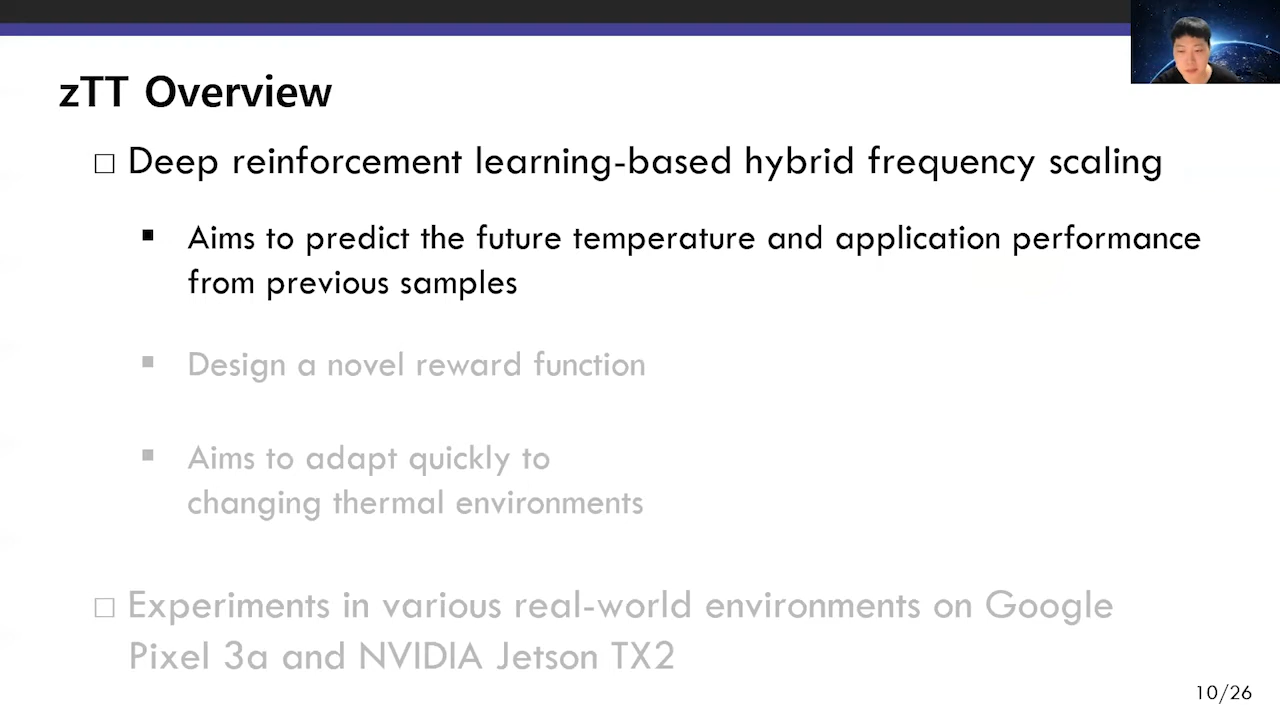 zTT Overview
Deep reinforcement learning-based hybrid frequency scaling
Aims to predict the future temperature and application performance
from previous samples
Design a novel reward function
Aims to adapt quickly to
changing thermal environments
Experiments in various real-world environments on Google
Pixel 3a and NVIDIA Jetson TX2
10/26